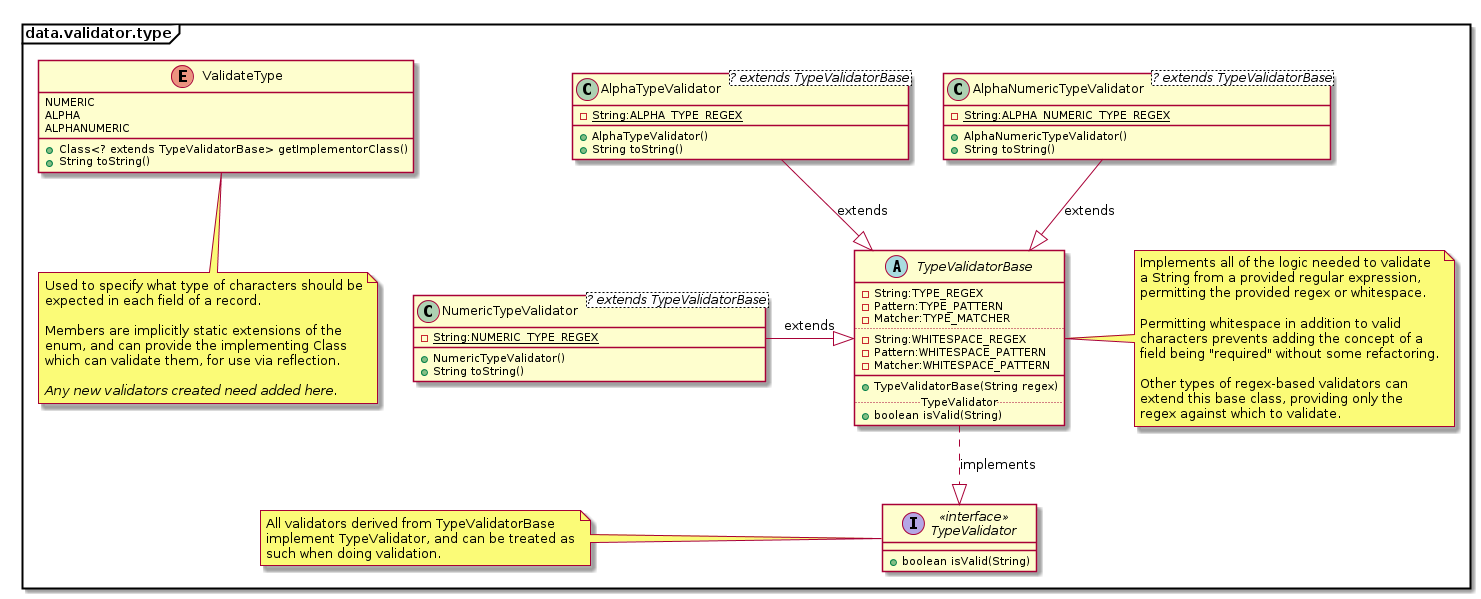 data.validator.type
E ValidateType
NUMERIC
ALPHA
ALPHANUMERIC
Class<? extends TypeValidatorBase> getImplementorClass()
String toString()
? extends TypeValidatorBase
C AlphaTypeValidator
String:ALPHA_TYPE_REGEX
AlphaTypeValidator()
String toString()
? extends TypeValidatorBase
C AlphaNumericTypeValidator
String:ALPHA_NUMERIC_TYPE_REGEX
AlphaNumericTypeValidator()
String toString()
extends
extends
Used to specify what type of characters should be
expected in each field of a record.
Members are implicitly static extensions of the
enum, and can provide the implementing Class
which can validate them, for use via reflection.
Any new validators created need added here.
? extends TypeValidatorBase
C NumericTypeValidator
String:NUMERIC_TYPE_REGEX
NumericTypeValidator()
String toString()
extends
A TypeValidatorBase
String:TYPE_REGEX
Pattern:TYPE_PATTERN
Matcher:TYPE_MATCHER
String:WHITESPACE_REGEX
Pattern:WHITESPACE_PATTERN
Matcher:WHITESPACE_PATTERN
TypeValidatorBase(String regex)
TypeValidator
boolean isValid(String)
Implements all of the logic needed to validate
a String from a provided regular expression,
permitting the provided regex or whitespace.
Permitting whitespace in addition to valid
characters prevents adding the concept of a
field being "required" without some refactoring.
Other types of regex-based validators can
extend this base class, providing only the
regex against which to validate.
implements
All validators derived from TypeValidatorBase
implement TypeValidator, and can be treated as
such when doing validation.
I «interface»
TypeValidator
boolean isValid(String)